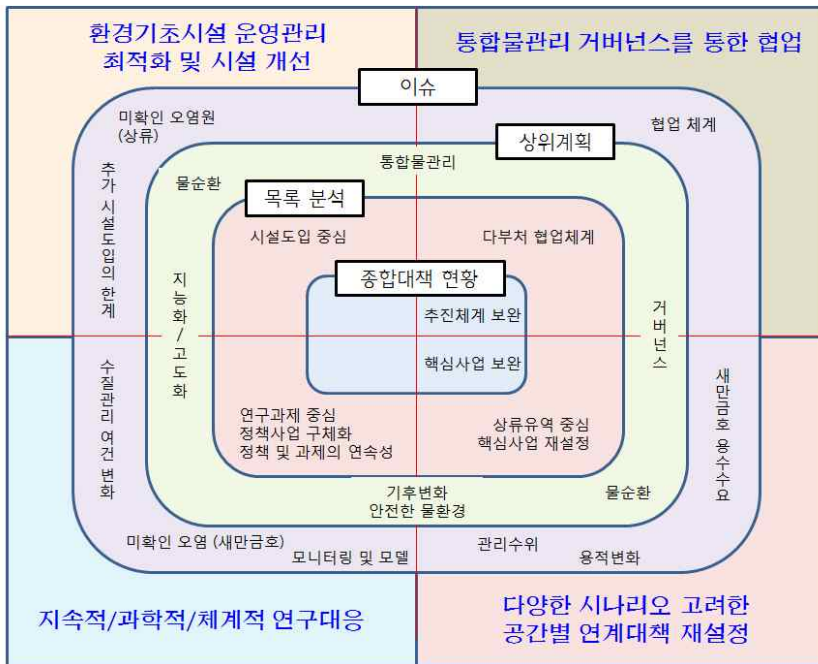 환경기초시설 운영관리
최적화 및 시설 개선
통합물관리 거버넌스를 통한 협업
이슈
미확인 오염원
(상류)
협업 체계
상위계획
통합물관리
물순환
목록 분석
추가 시설도입의 한계
시설도입 중심
다부처 협업체계
종합대책 현황
지능화/고도화
거버넌스
추진체계 보완
핵심사업 보완
수질관리 여건 변화
새만금호 용수수요
연구과제 중심
정책사업 구체화
정책 및 과제의 연속성
상류유역 중심
핵심사업 재설정
기후변화
안전한 물환경
물순환
미확인 오염 (새만금호)
모니터링 및 모델
관리수위
용적변화
지속적/과학적/체계적 연구대응
다양한 시나리오 고려한
공간별 연계대책 재설정